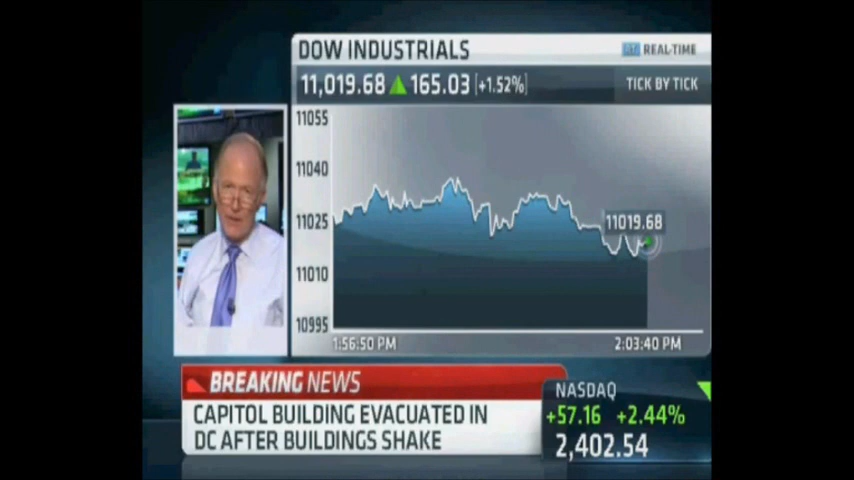 DOW INDUSTRIALS
REAL-TIME
11,019.68 ▲ 165.03 [+1.52%]
TICK BY TICK
11055
11040
11025
11010
10995
11019.68
1:56:50 PM
2:03:40 PM
BREAKING NEWS
CAPITOL BUILDING EVACUATED IN
DC AFTER BUILDINGS SHAKE
NASDAQ
+57.16 +2.44%
2,402.54